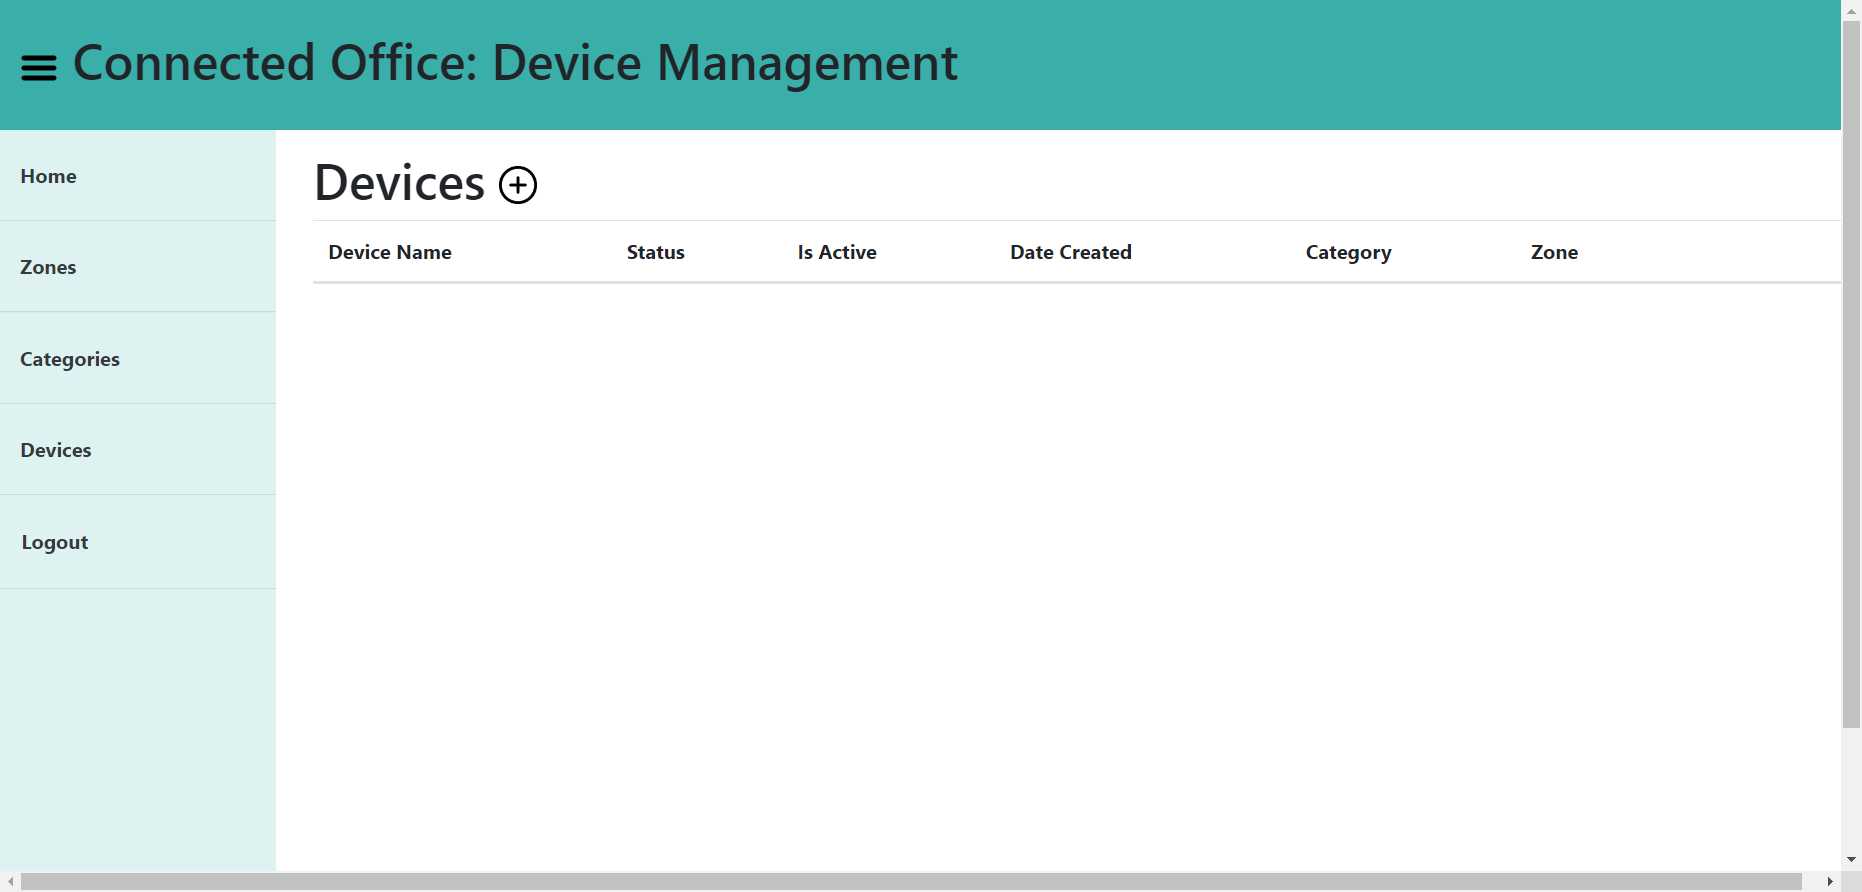 Connected Office: Device Management
Home
Zones
Categories
Devices
Logout
Devices
Device Name Status Is Active Date Created Category Zone